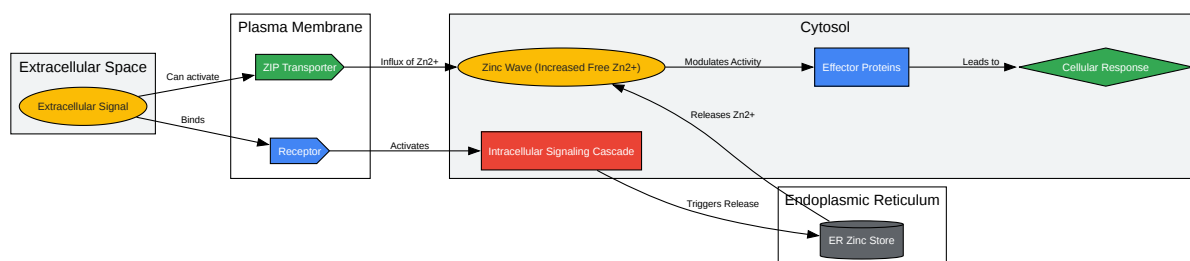 Extracellular Space
Extracellular Signal
Can activate
Binds
Plasma Membrane
ZIP Transporter
Receptor
Influx of Zn2+
Activates
Cytosol
Zinc Wave (Increased Free Zn2+)
Modulates Activity
Effector Proteins
Leads to
Cellular Response
Intracellular Signaling Cascade
Releases Zn2+
Triggers Release
Endoplasmic Reticulum
ER Zinc Store